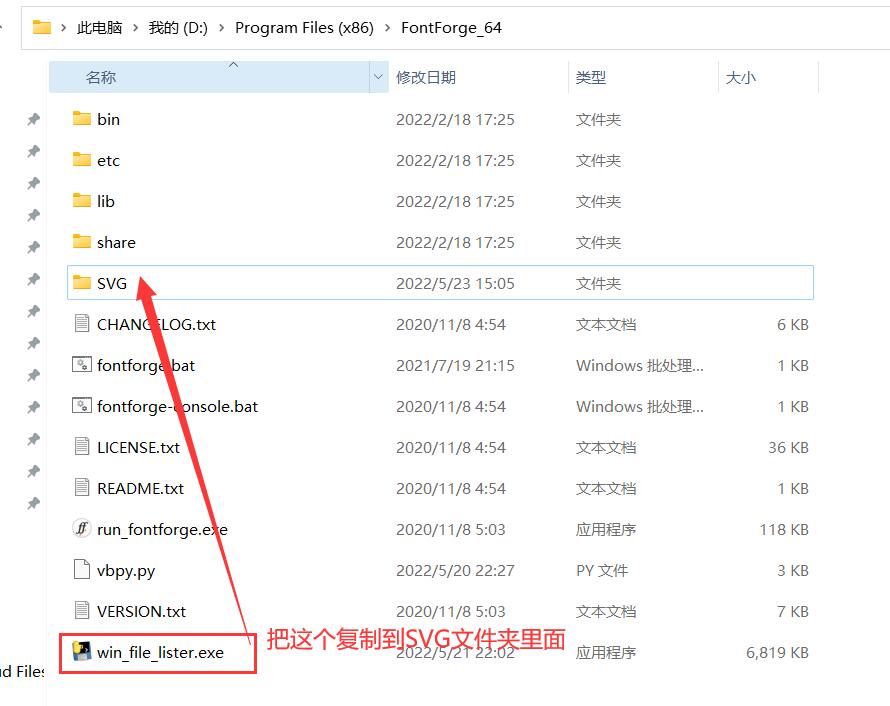 此电脑 > 我的 (D:) > Program Files (x86) > FontForge_64
名称 修改日期 类型 大小
bin 2022/2/18 17:25 文件夹
etc 2022/2/18 17:25 文件夹
lib 2022/2/18 17:25 文件夹
share 2022/2/18 17:25 文件夹
SVG 2022/5/23 15:05 文件夹
CHANGELOG.txt 2020/11/8 4:54 文本文档 6 KB
fontforge.bat 2021/7/19 21:15 Windows 批处理... 1 KB
fontforge-console.bat 2020/11/8 4:54 Windows 批处理... 1 KB
LICENSE.txt 2020/11/8 4:54 文本文档 36 KB
README.txt 2020/11/8 4:54 文本文档 1 KB
run_fontforge.exe 2020/11/8 5:03 应用程序 118 KB
vbpy.py 2022/5/20 22:27 PY 文件 3 KB
VERSION.txt 2020/11/8 5:03 文本文档 7 KB
把这个复制到SVG文件夹里面
win_file_lister.exe 2022/5/21 22:02 应用程序 6,819 KB
ud Files